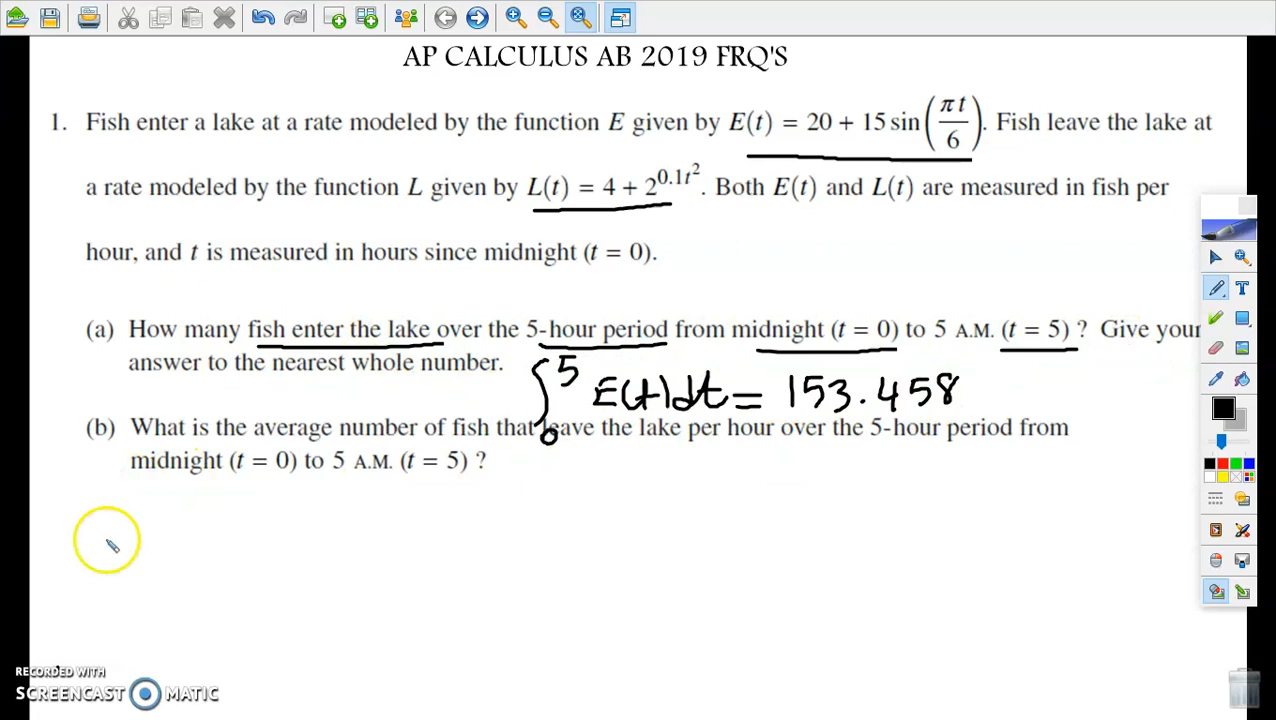 AP CALCULUS AB 2019 FRQ'S
1. Fish enter a lake at a rate modeled by the function E given by E(t) = 20 + 15 sin(πt/6). Fish leave the lake at
a rate modeled by the function L given by L(t) = 4 + 2^(0.1t²). Both E(t) and L(t) are measured in fish per
hour, and t is measured in hours since midnight (t = 0).
(a) How many fish enter the lake over the 5-hour period from midnight (t = 0) to 5 A.M. (t = 5) ? Give your
answer to the nearest whole number.
∫₀⁵ E(t)dt = 153.458
(b) What is the average number of fish that leave the lake per hour over the 5-hour period from
midnight (t = 0) to 5 A.M. (t = 5) ?
RECORDED WITH
SCREENCAST MATIC